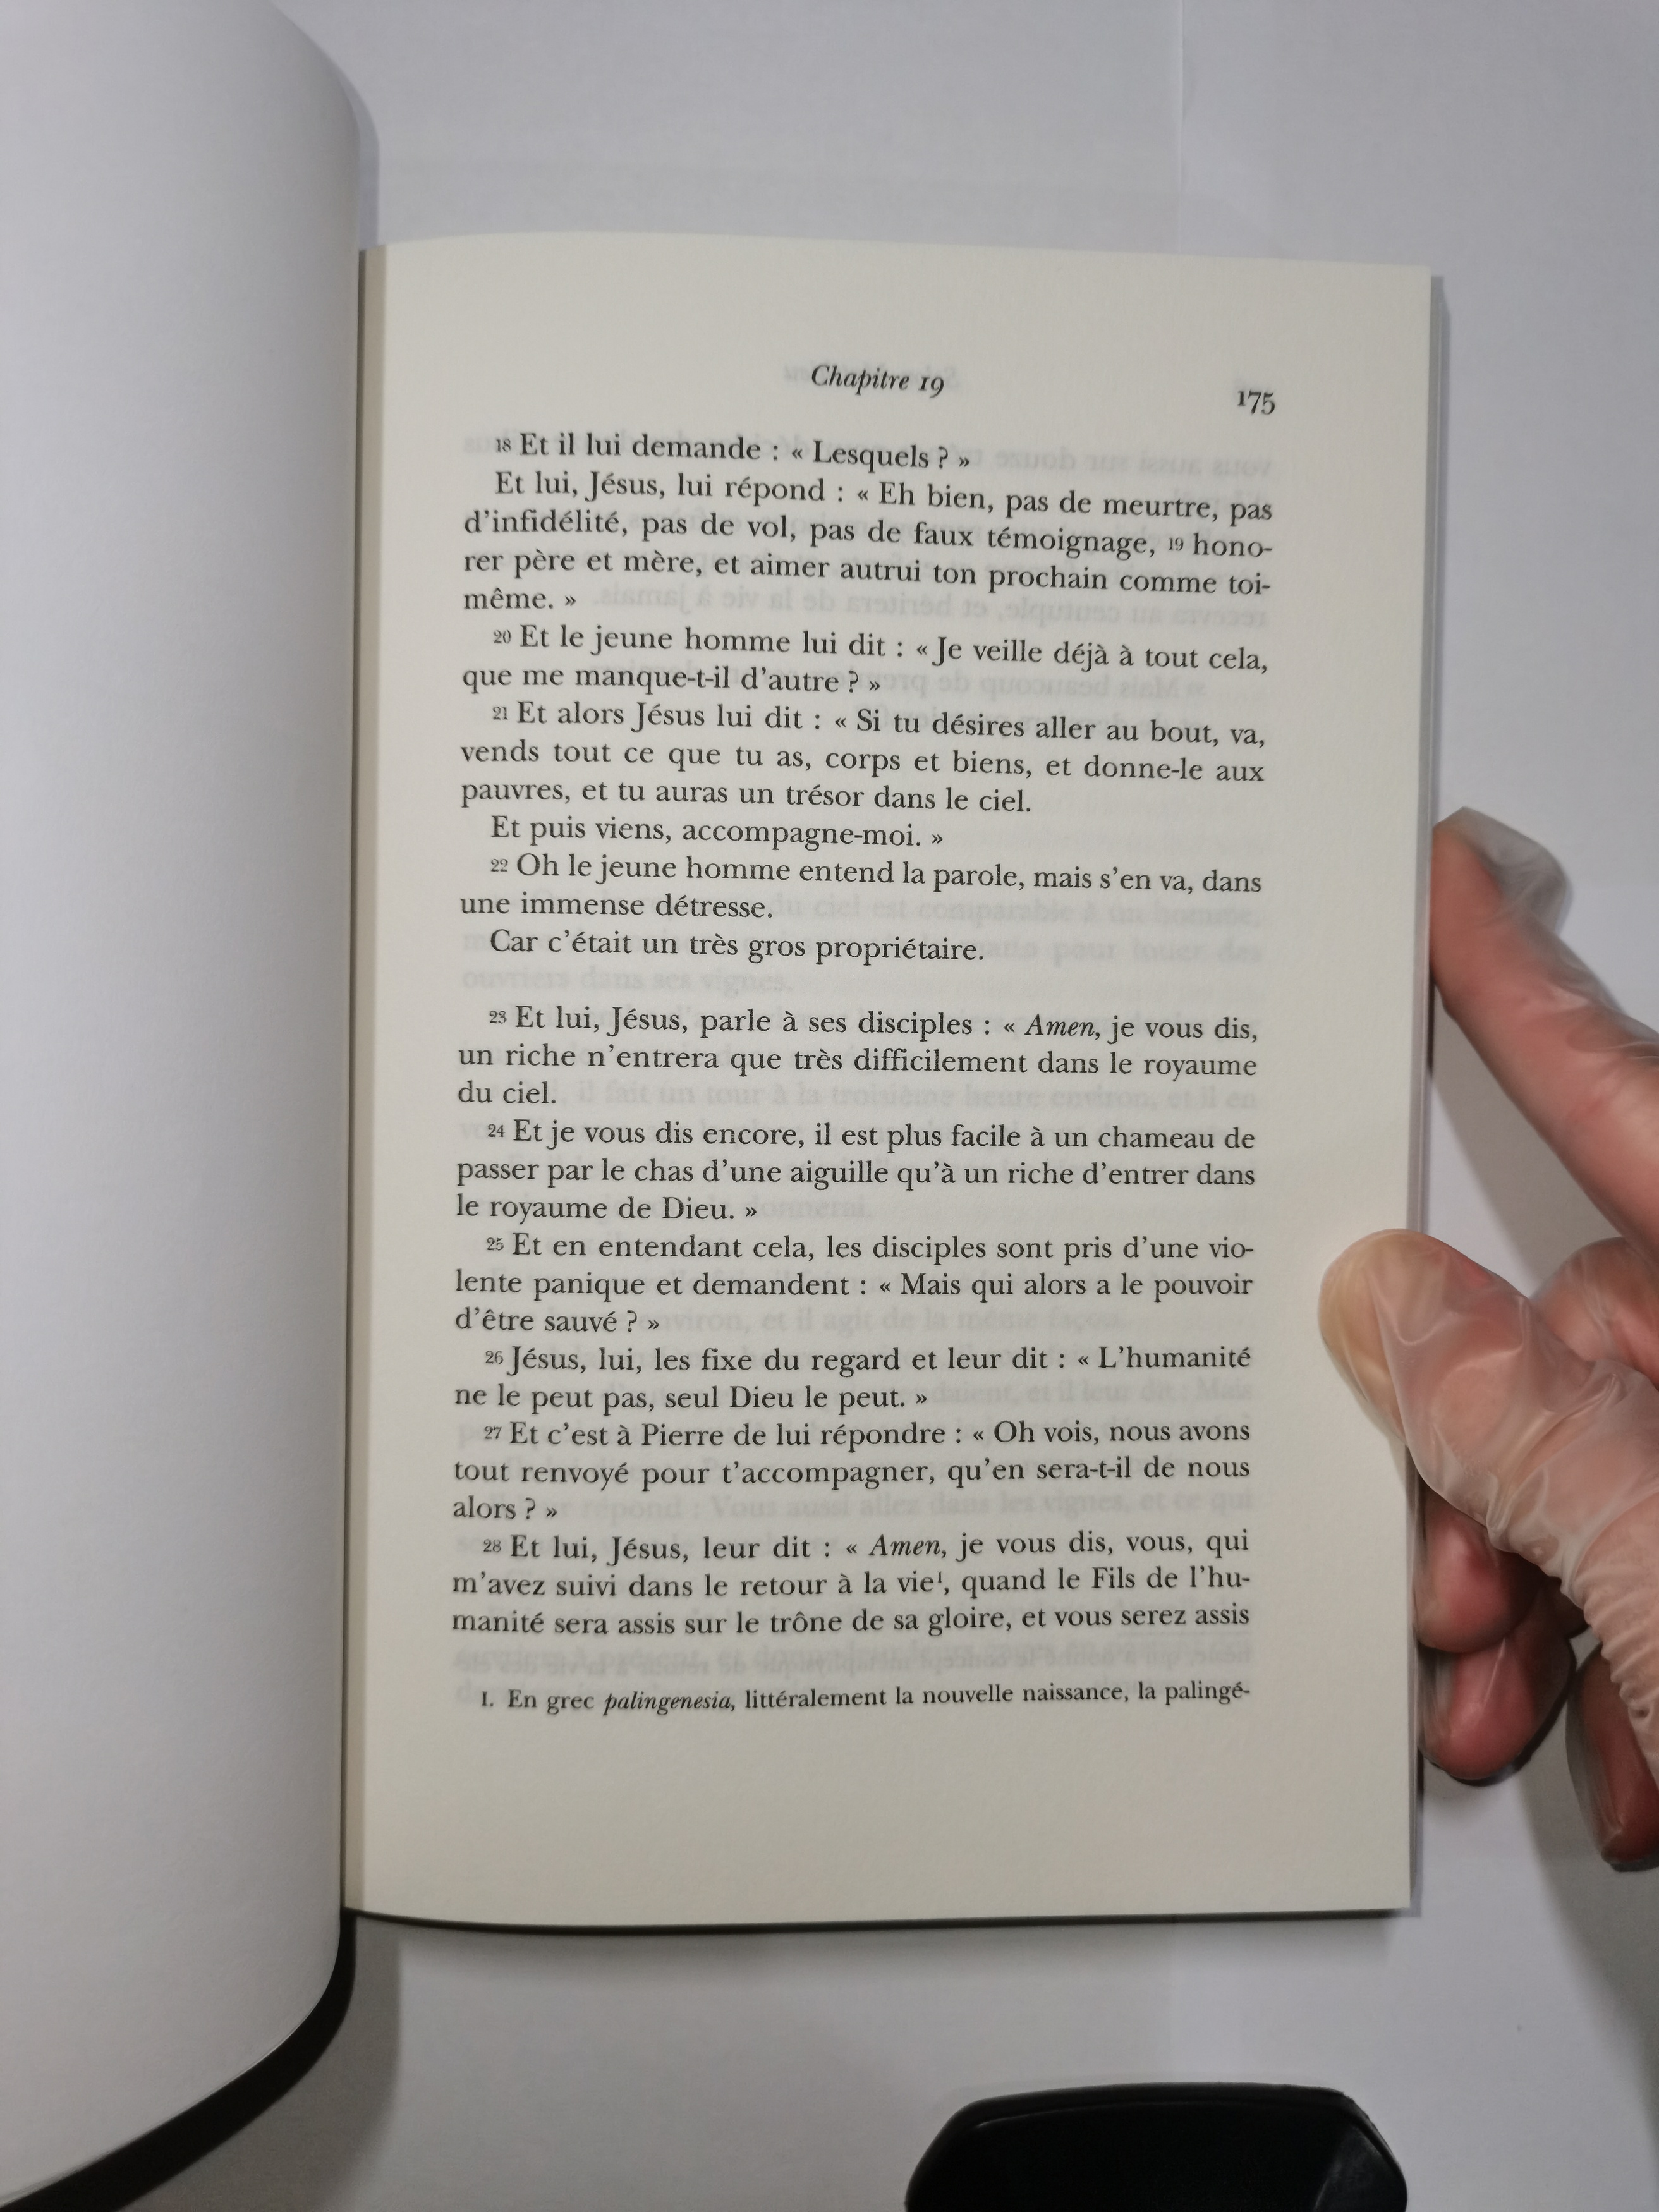 Chapitre 19
175
18 Et il lui demande : « Lesquels ? »
Et lui, Jésus, lui répond : « Eh bien, pas de meurtre, pas
d'infidélité, pas de vol, pas de faux témoignage, 19 hono-
rer père et mère, et aimer autrui ton prochain comme toi-
même. »
20 Et le jeune homme lui dit : « Je veille déjà à tout cela,
que me manque-t-il d'autre ? »
21 Et alors Jésus lui dit : « Si tu désires aller au bout, va,
vends tout ce que tu as, corps et biens, et donne-le aux
pauvres, et tu auras un trésor dans le ciel.
Et puis viens, accompagne-moi. »
22 Oh le jeune homme entend la parole, mais s'en va, dans
une immense détresse.
Car c'était un très gros propriétaire.
23 Et lui, Jésus, parle à ses disciples : « Amen, je vous dis,
un riche n'entrera que très difficilement dans le royaume
du ciel.
24 Et je vous dis encore, il est plus facile à un chameau de
passer par le chas d'une aiguille qu'à un riche d'entrer dans
le royaume de Dieu. »
25 Et en entendant cela, les disciples sont pris d'une vio-
lente panique et demandent : « Mais qui alors a le pouvoir
d'être sauvé ? »
26 Jésus, lui, les fixe du regard et leur dit : « L'humanité
ne le peut pas, seul Dieu le peut. »
27 Et c'est à Pierre de lui répondre : « Oh vois, nous avons
tout renvoyé pour t'accompagner, qu'en sera-t-il de nous
alors ? »
28 Et lui, Jésus, leur dit : « Amen, je vous dis, vous, qui
m'avez suivi dans le retour à la vie¹, quand le Fils de l'hu-
manité sera assis sur le trône de sa gloire, et vous serez assis
1. En grec palingenesia, littéralement la nouvelle naissance, la palingé-